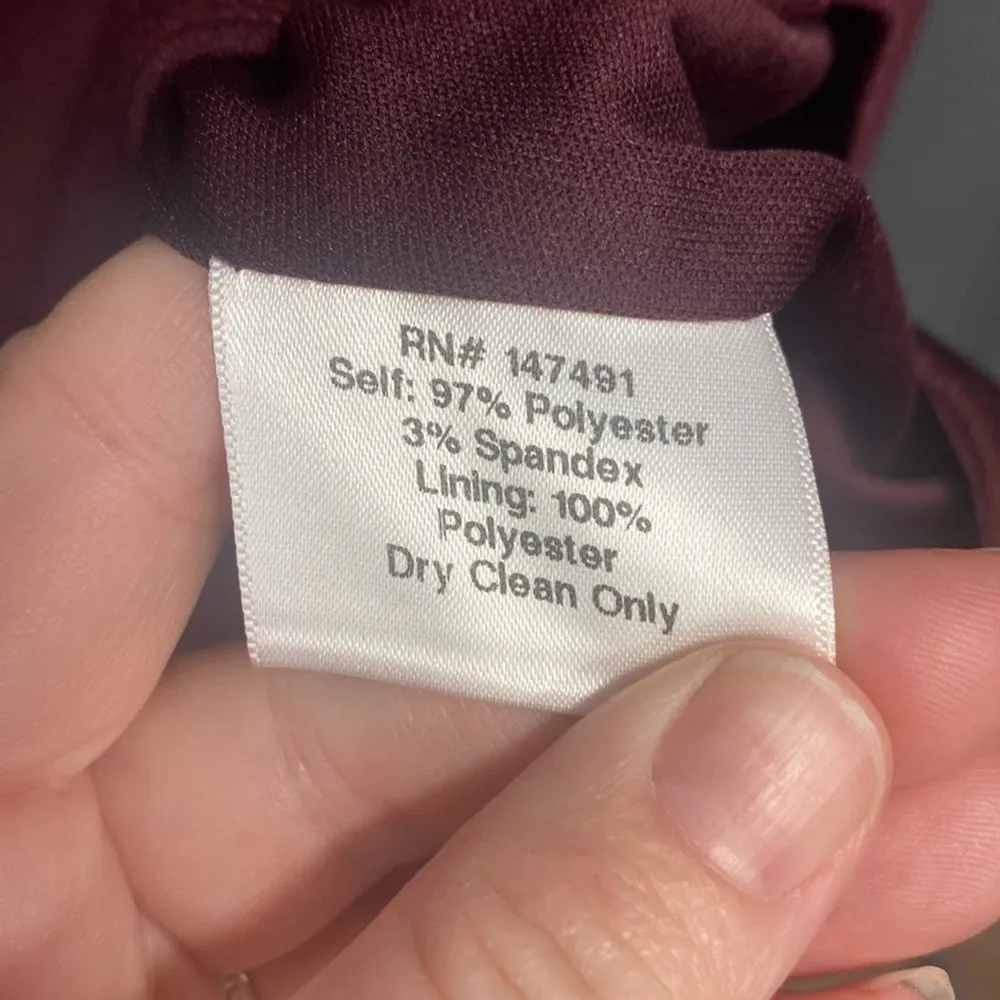 RN# 147491
Self: 97% Polyester
3% Spandex
Lining: 100%
Polyester
Dry Clean Only